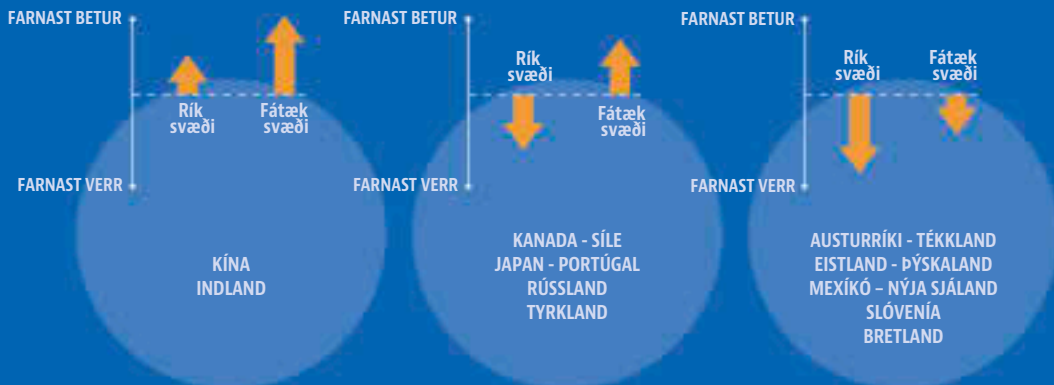 FARNAST BETUR
Rík
svæði
Fátæk
svæði
FARNAST VERR
KÍNA
INDLAND
FARNAST BETUR
Rík
svæði
Fátæk
svæði
FARNAST VERR
KANADA - SÍLE
JAPAN - PORTÚGAL
RÚSSLAND
TYRKLAND
FARNAST BETUR
Rík
svæði
Fátæk
svæði
FARNAST VERR
AUSTURRÍKI - TÉKKLAND
EISTLAND - ÞÝSKALAND
MEXÍKÓ – NÝJA SJÁLAND
SLÓVENÍA
BRETLAND